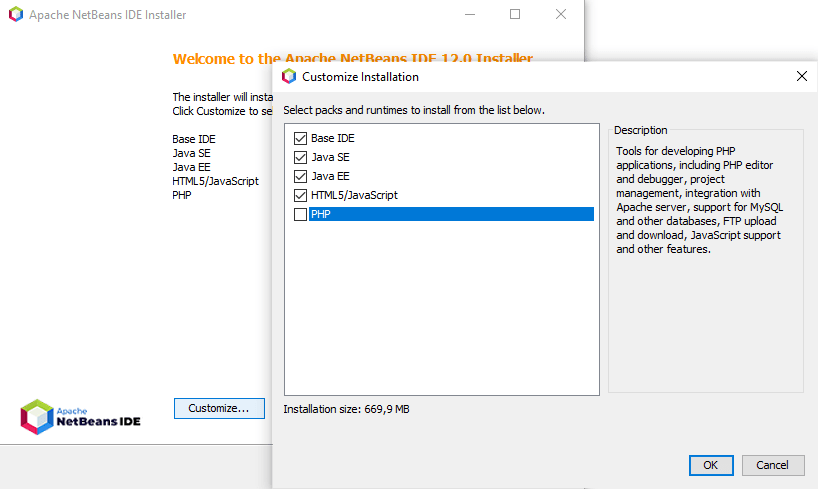 Apache NetBeans IDE Installer
Welcome to the Apache NetBeans IDE 12.0 Installer
The installer will insta
Click Customize to se
Base IDE
Java SE
Java EE
HTML5/JavaScript
PHP
Apache
NetBeans IDE
Customize...
Customize Installation
Select packs and runtimes to install from the list below.
Base IDE
Java SE
Java EE
HTML5/JavaScript
PHP
Description
Tools for developing PHP
applications, including PHP editor
and debugger, project
management, integration with
Apache server, support for MySQL
and other databases, FTP upload
and download, JavaScript support
and other features.
Installation size: 669,9 MB
OK
Cancel